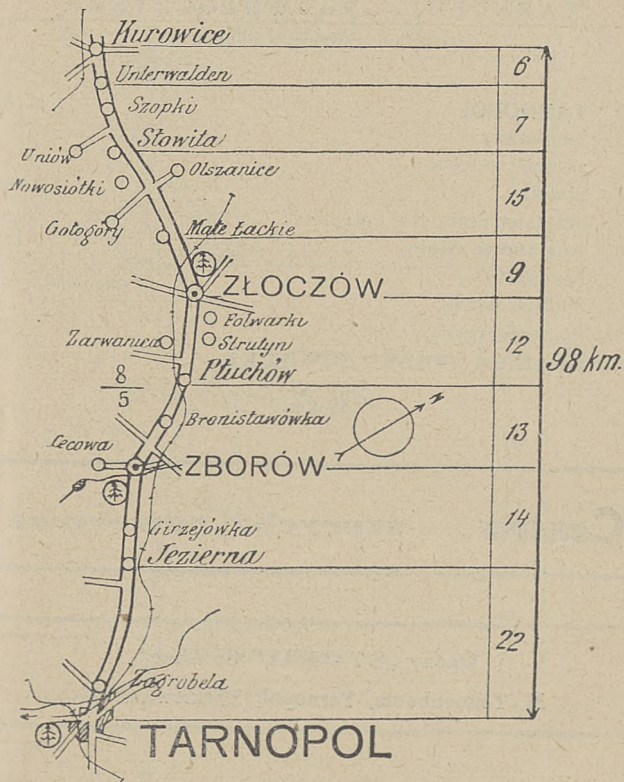 Kurowice
6
Unterwalden
Szopki
7
Słowita
Uniów
Olszanice
Nowosiółki
15
Gołogóry
Małe Łackie
9
ZŁOCZÓW
Folwarki
Zarwanica
Strutyn
12
98 km.
Płuchów
8
5
Bronisławówka
N
13
Cecowa
ZBORÓW
14
Girzejówka
Jezierna
22
Zagrobela
TARNOPOL